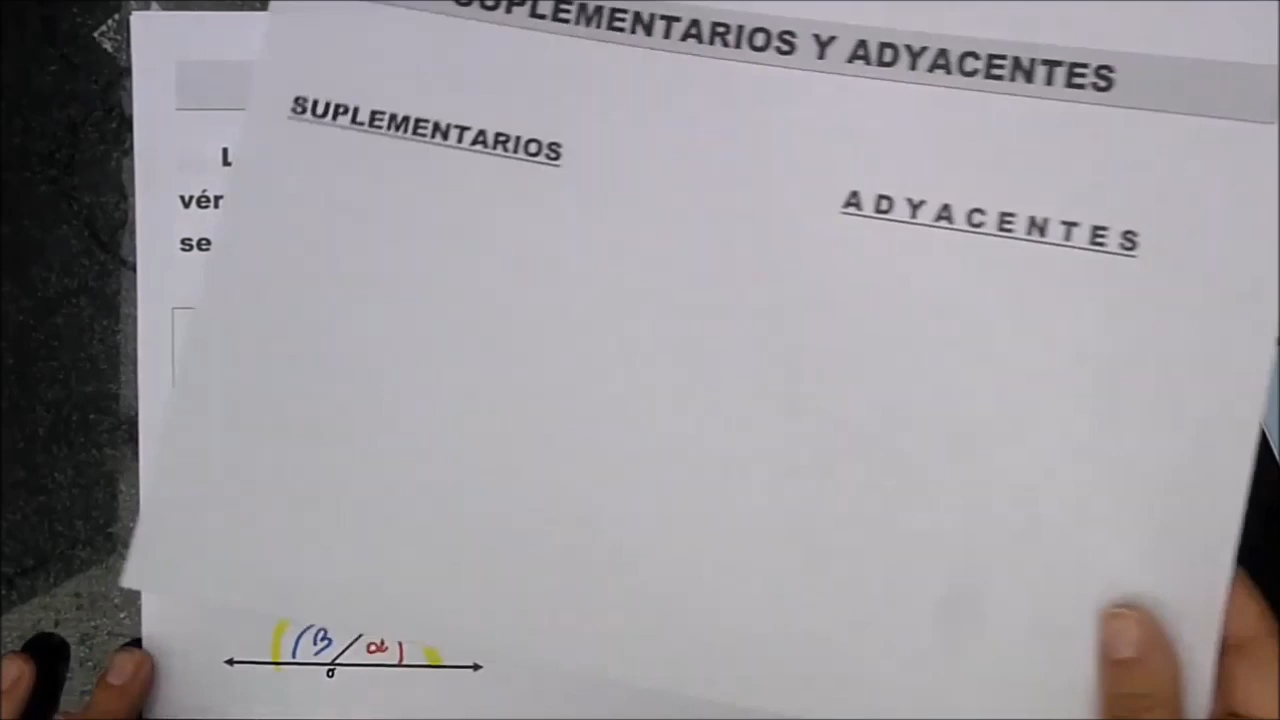 SUPLEMENTARIOS Y ADYACENTES
SUPLEMENTARIOS
ADYACENTES
L
vér
se
β α
σ